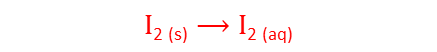 I₂ (s) ⟶ I₂ (aq)